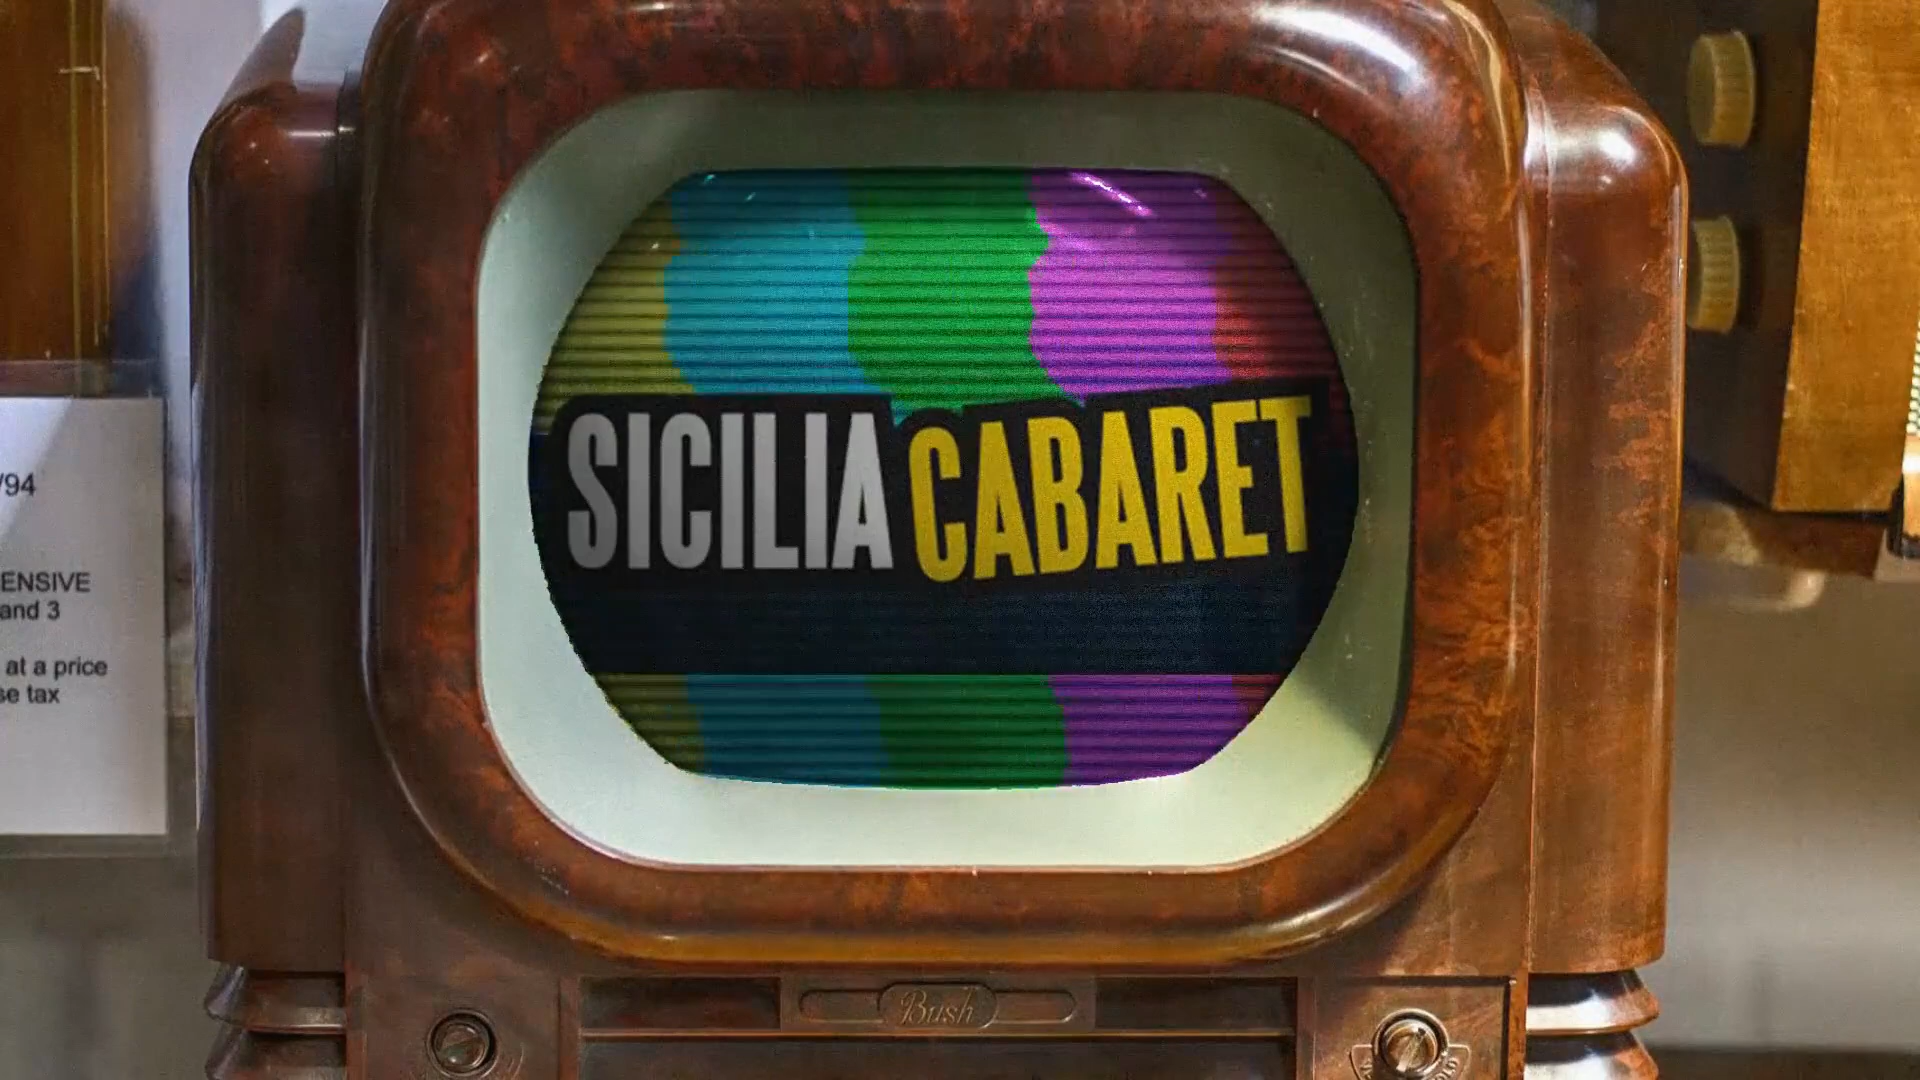 SICILIA CABARET
/94
ENSIVE
and 3
at a price
se tax
Bush